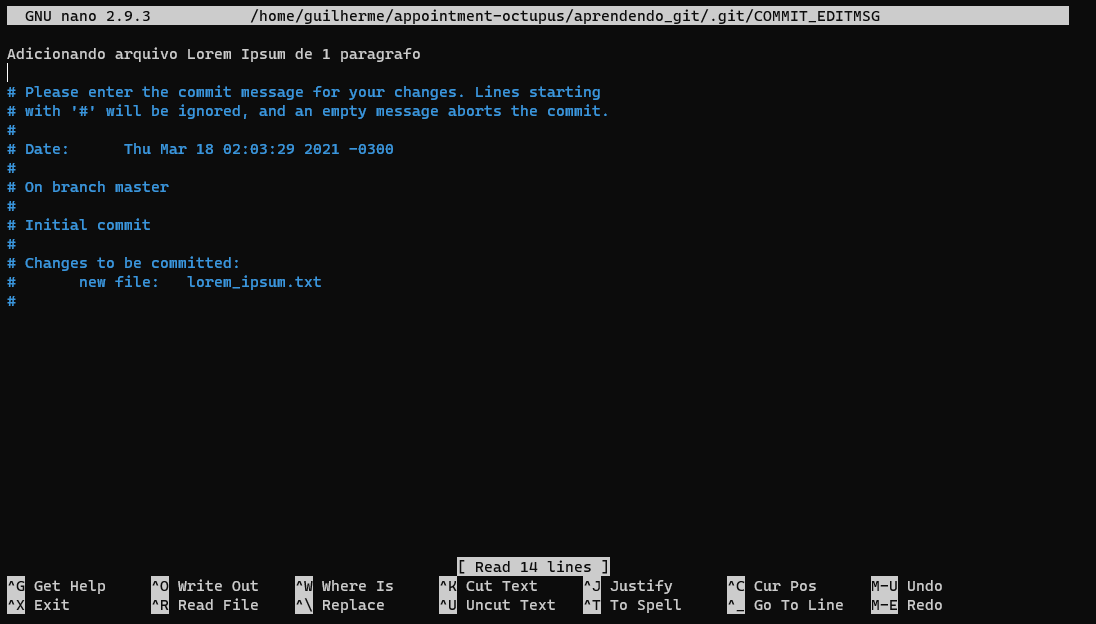 GNU nano 2.9.3 /home/guilherme/appointment-octupus/aprendendo_git/.git/COMMIT_EDITMSG
Adicionando arquivo Lorem Ipsum de 1 paragrafo
# Please enter the commit message for your changes. Lines starting
# with '#' will be ignored, and an empty message aborts the commit.
#
# Date:      Thu Mar 18 02:03:29 2021 -0300
#
# On branch master
#
# Initial commit
#
# Changes to be committed:
#       new file:   lorem_ipsum.txt
#
[ Read 14 lines ]
^G Get Help ^O Write Out ^W Where Is ^K Cut Text ^J Justify ^C Cur Pos M-U Undo
^X Exit ^R Read File ^\ Replace ^U Uncut Text ^T To Spell ^_ Go To Line M-E Redo